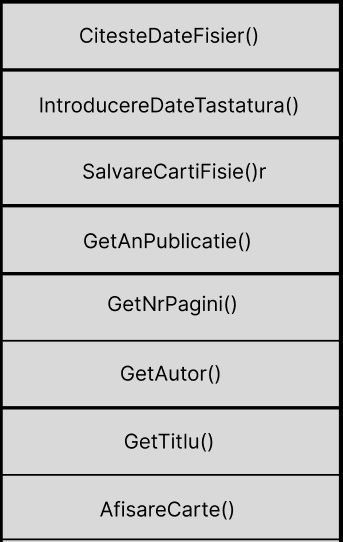 CitesteDateFisier()
IntroducereDateTastatura()
SalvareCartiFisie()r
GetAnPublicatie()
GetNrPagini()
GetAutor()
GetTitlu()
AfisareCarte()